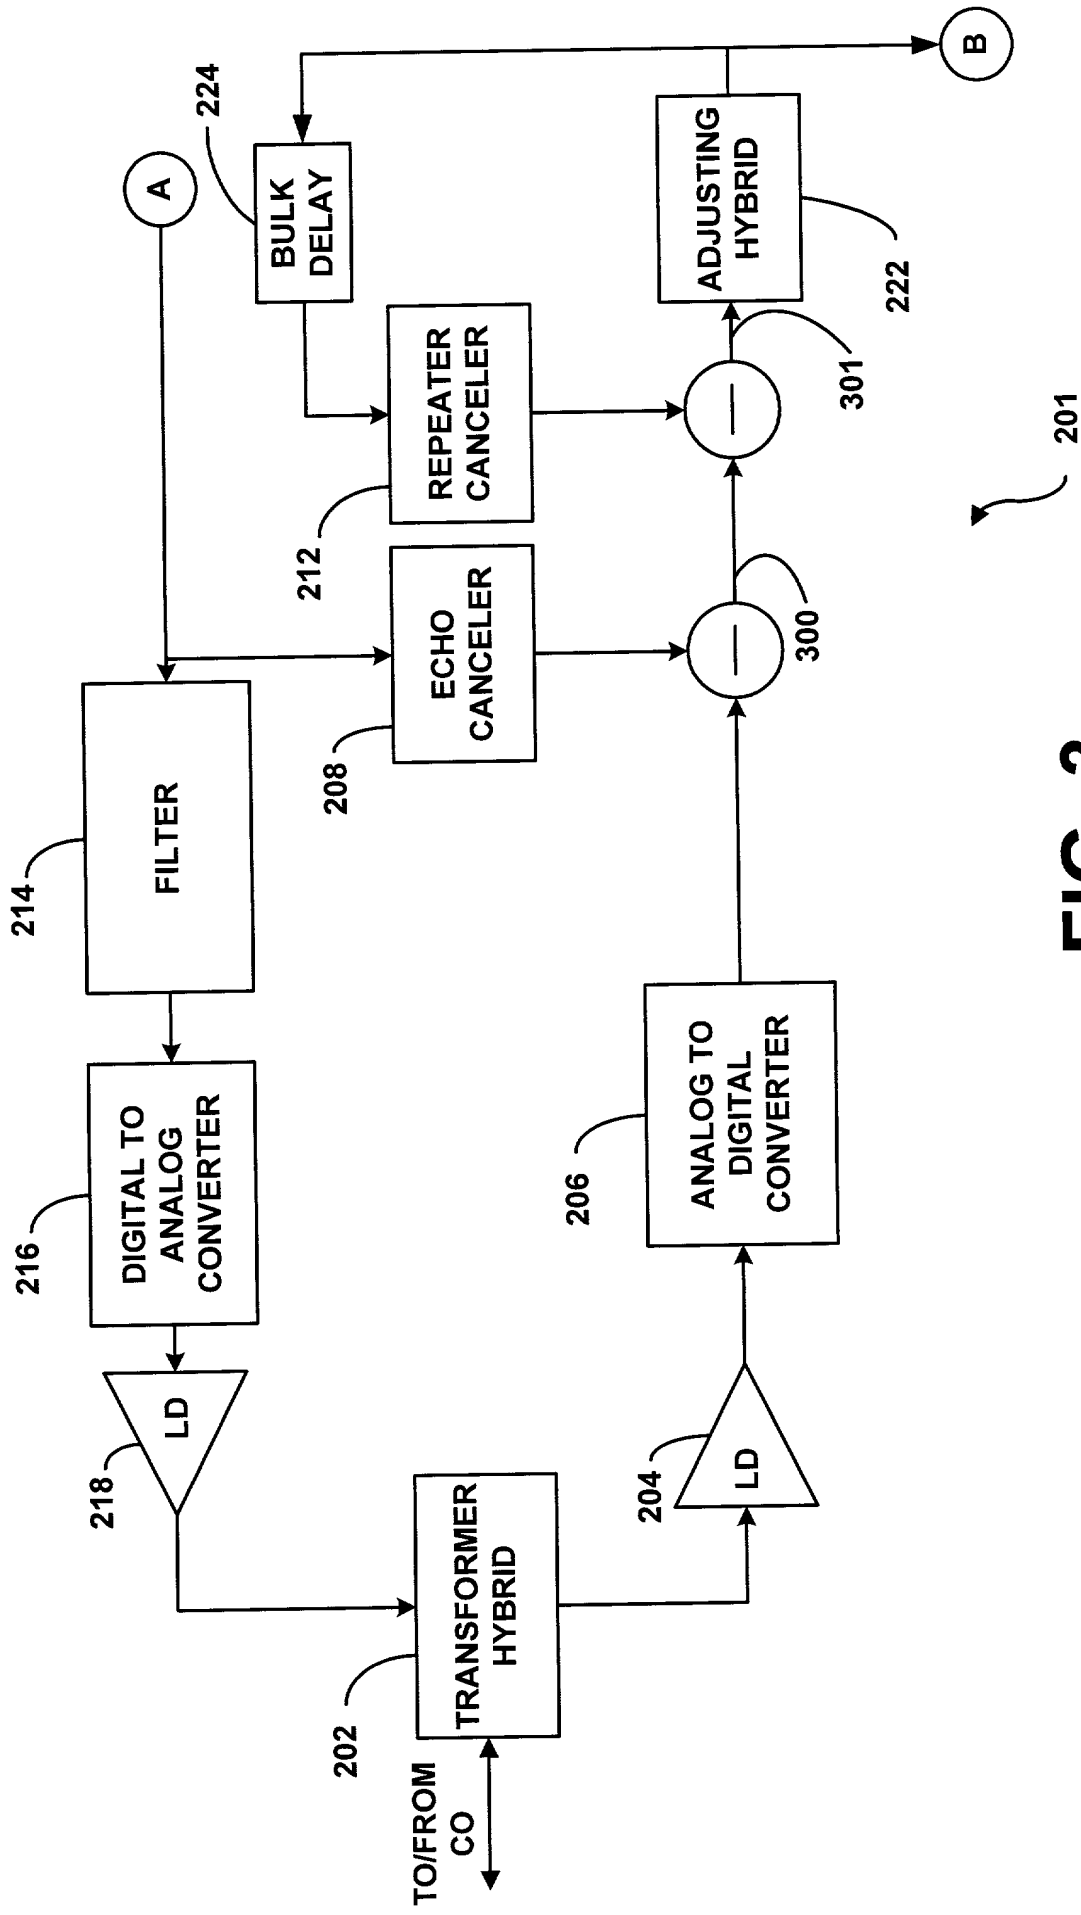 A
B
224
BULK
DELAY
ADJUSTING
HYBRID
222
REPEATER
CANCELER
212
301
201
ECHO
CANCELER
208
300
FILTER
214
DIGITAL TO
ANALOG
CONVERTER
216
ANALOG TO
DIGITAL
CONVERTER
206
LD
218
LD
204
TRANSFORMER
HYBRID
202
TO/FROM
CO